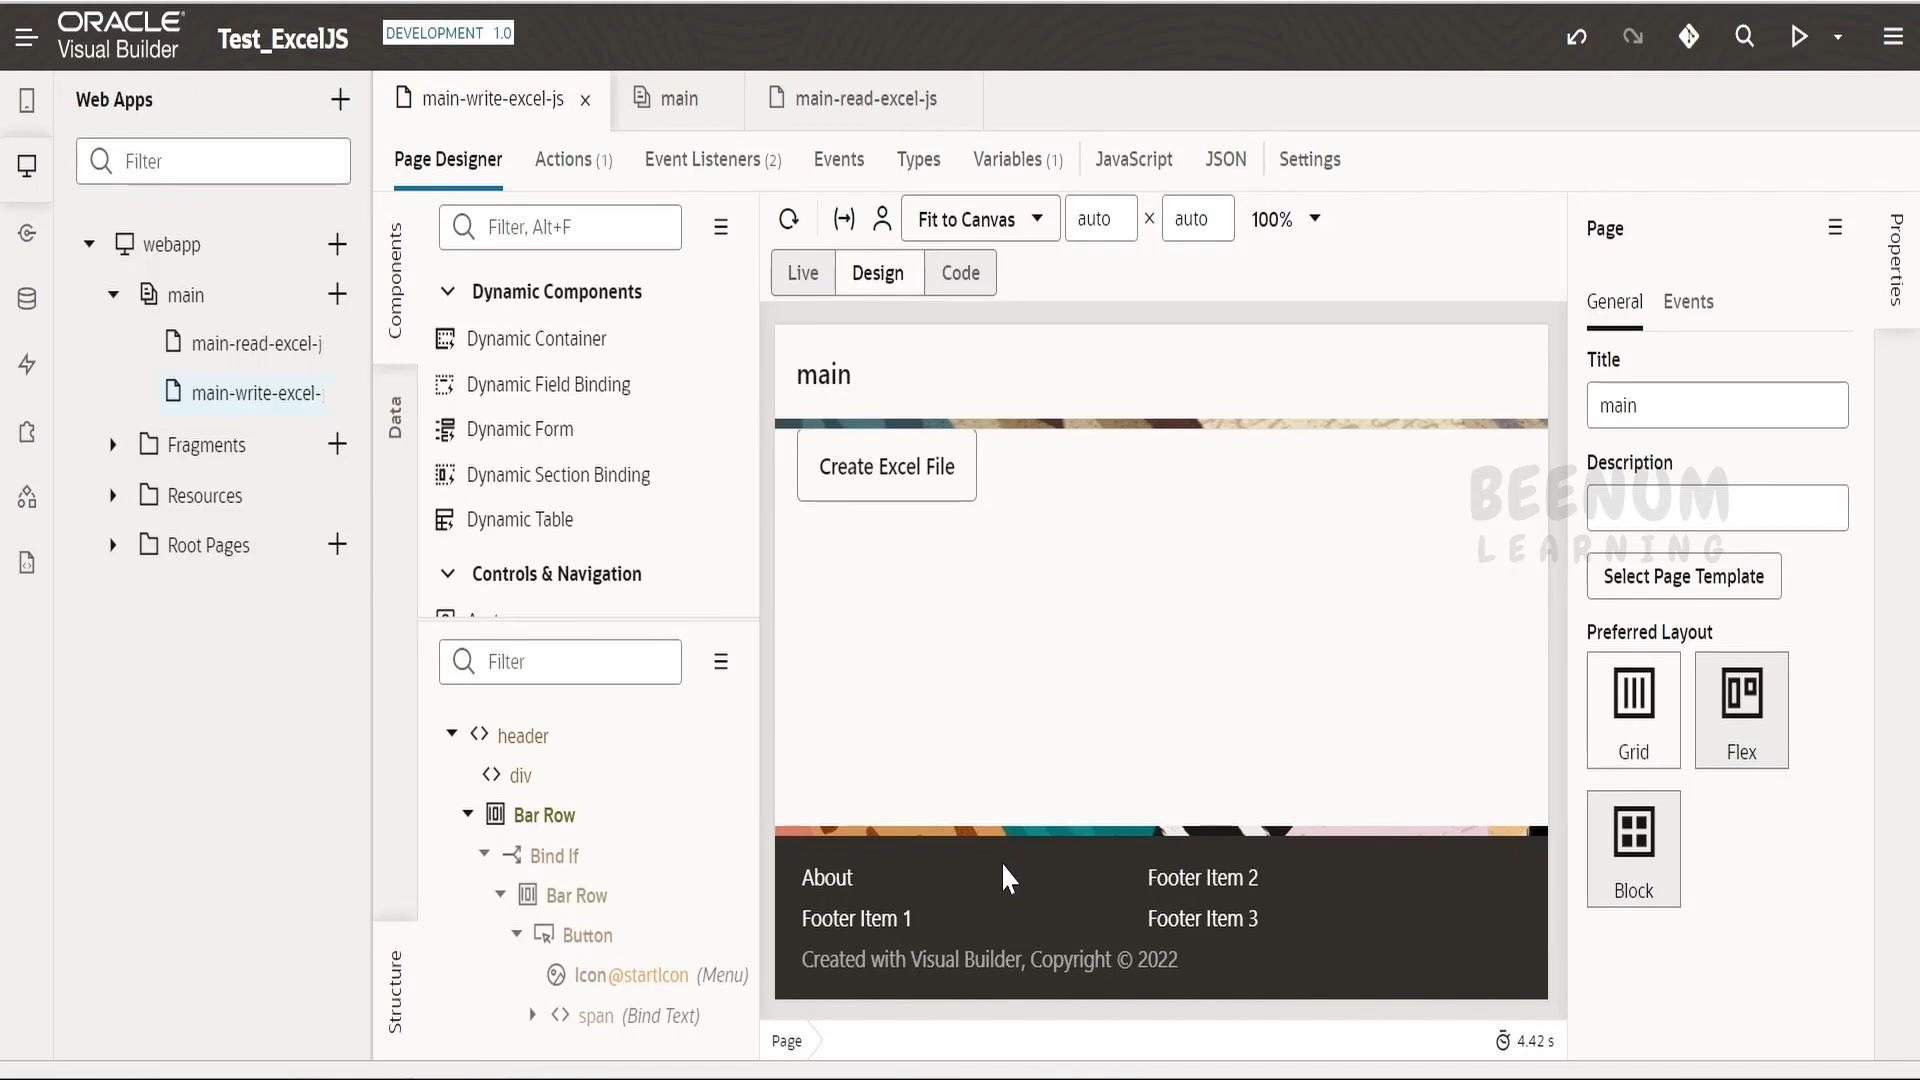 ORACLE
Visual Builder
Test_ExcelJS
DEVELOPMENT 1.0
Web Apps
Filter
webapp
main
main-read-excel-j
main-write-excel-
Fragments
Resources
Root Pages
main-write-excel-js
main
main-read-excel-js
Page Designer
Actions (1)
Event Listeners (2)
Events
Types
Variables (1)
JavaScript
JSON
Settings
Components
Data
Structure
Filter, Alt+F
Dynamic Components
Dynamic Container
Dynamic Field Binding
Dynamic Form
Dynamic Section Binding
Dynamic Table
Controls & Navigation
Filter
header
div
Bar Row
Bind If
Bar Row
Button
Icon@startIcon (Menu)
span (Bind Text)
Fit to Canvas
auto
×
auto
100%
Live
Design
Code
main
Create Excel File
About
Footer Item 2
Footer Item 1
Footer Item 3
Created with Visual Builder, Copyright © 2022
Page
4.42 s
Page
General
Events
Title
main
Description
BEENUM
LEARNING
Select Page Template
Preferred Layout
Grid
Flex
Block
Properties